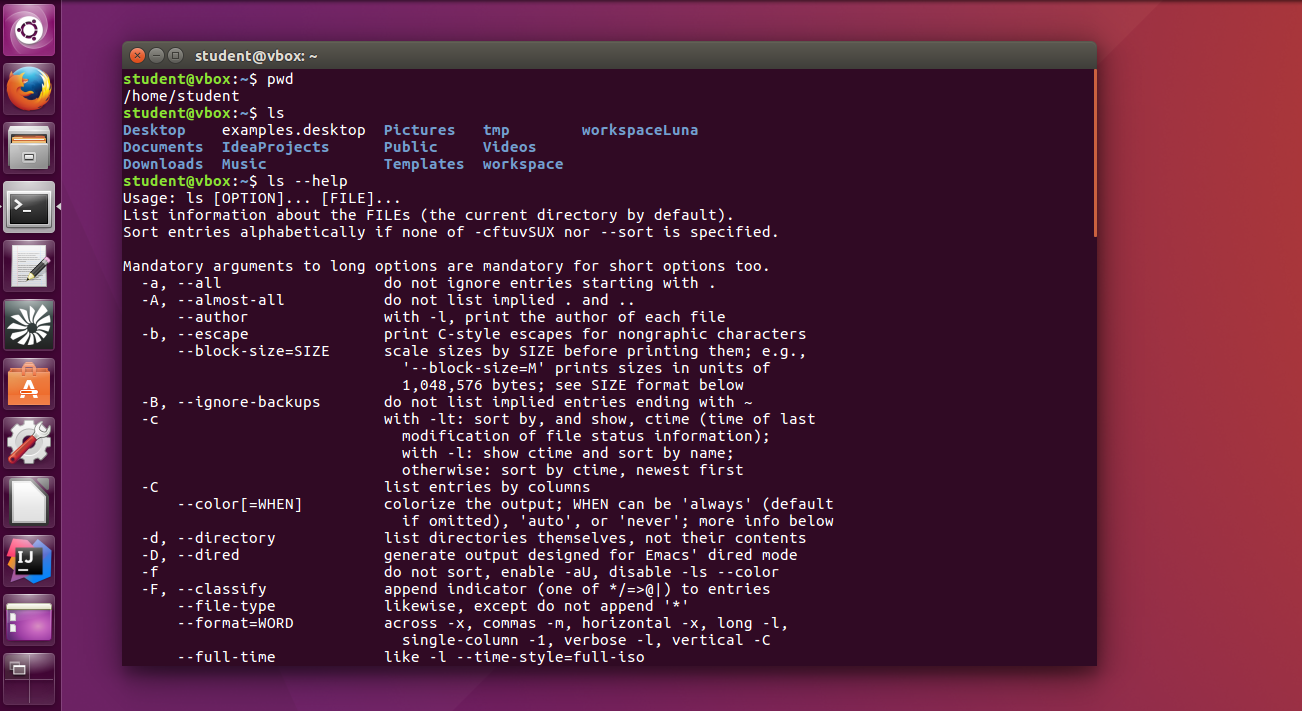 student@vbox: ~
student@vbox:~$ pwd
/home/student
student@vbox:~$ ls
Desktop    examples.desktop  Pictures   tmp        workspaceLuna
Documents  IdeaProjects      Public     Videos
Downloads  Music             Templates  workspace
student@vbox:~$ ls --help
Usage: ls [OPTION]... [FILE]...
List information about the FILEs (the current directory by default).
Sort entries alphabetically if none of -cftuvSUX nor --sort is specified.

Mandatory arguments to long options are mandatory for short options too.
  -a, --all                  do not ignore entries starting with .
  -A, --almost-all           do not list implied . and ..
      --author               with -l, print the author of each file
  -b, --escape               print C-style escapes for nongraphic characters
      --block-size=SIZE      scale sizes by SIZE before printing them; e.g.,
                               '--block-size=M' prints sizes in units of
                               1,048,576 bytes; see SIZE format below
  -B, --ignore-backups       do not list implied entries ending with ~
  -c                         with -lt: sort by, and show, ctime (time of last
                               modification of file status information);
                               with -l: show ctime and sort by name;
                               otherwise: sort by ctime, newest first
  -C                         list entries by columns
      --color[=WHEN]         colorize the output; WHEN can be 'always' (default
                               if omitted), 'auto', or 'never'; more info below
  -d, --directory            list directories themselves, not their contents
  -D, --dired                generate output designed for Emacs' dired mode
  -f                         do not sort, enable -aU, disable -ls --color
  -F, --classify             append indicator (one of */=>@|) to entries
      --file-type            likewise, except do not append '*'
      --format=WORD          across -x, commas -m, horizontal -x, long -l,
                               single-column -1, verbose -l, vertical -C
      --full-time            like -l --time-style=full-iso
>_
A
IJ